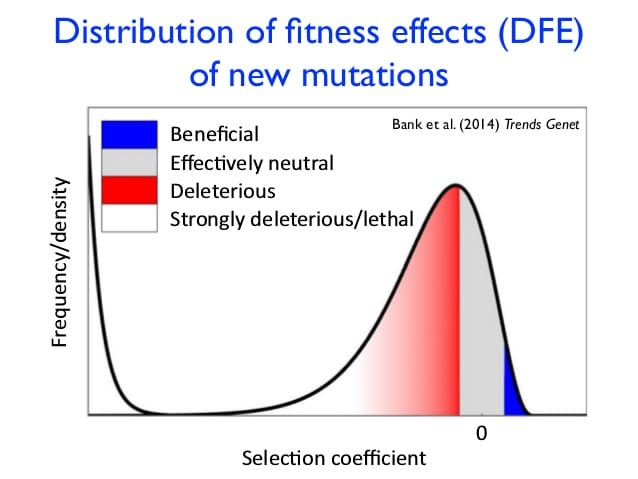 Distribution of fitness effects (DFE)
of new mutations
Bank et al. (2014) Trends Genet
Beneficial
Effectively neutral
Deleterious
Strongly deleterious/lethal
Frequency/density
0
Selection coefficient